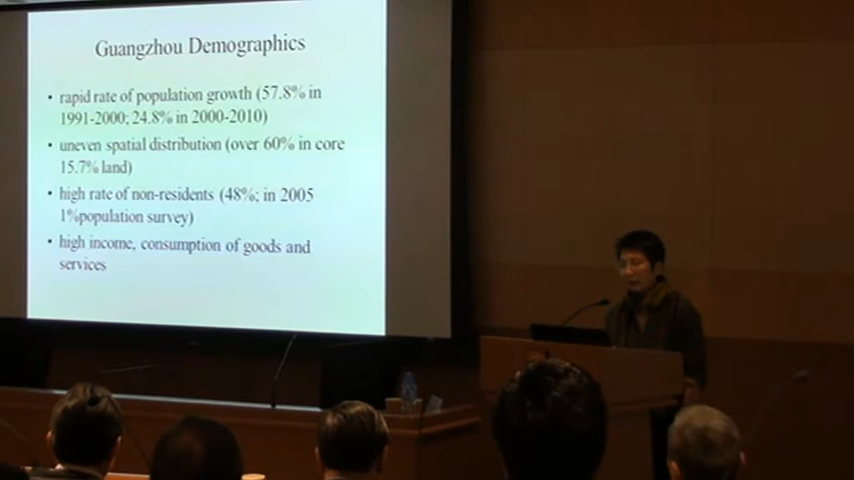 Guangzhou Demographics
• rapid rate of population growth (57.8% in
1991-2000; 24.8% in 2000-2010)
• uneven spatial distribution (over 60% in core
15.7% land)
• high rate of non-residents (48%; in 2005
1%population survey)
• high income, consumption of goods and
services